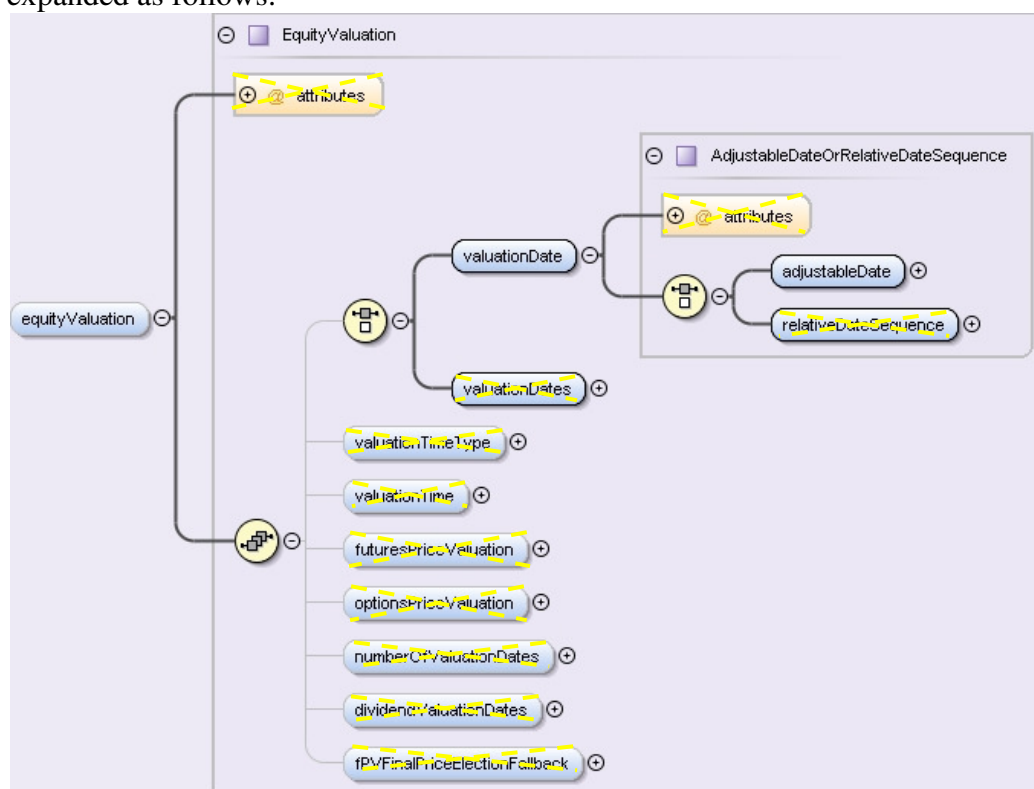 expanded as follows:
EquityValuation
@ attributes
AdjustableDateOrRelativeDateSequence
@ attributes
valuationDate
adjustableDate
equityValuation
relativeDateSequence
valuationDates
valuationTimeType
valuationTime
futuresPriceValuation
optionsPriceValuation
numberOfValuationDates
dividendValuationDates
fPVFinalPriceElectionFallback